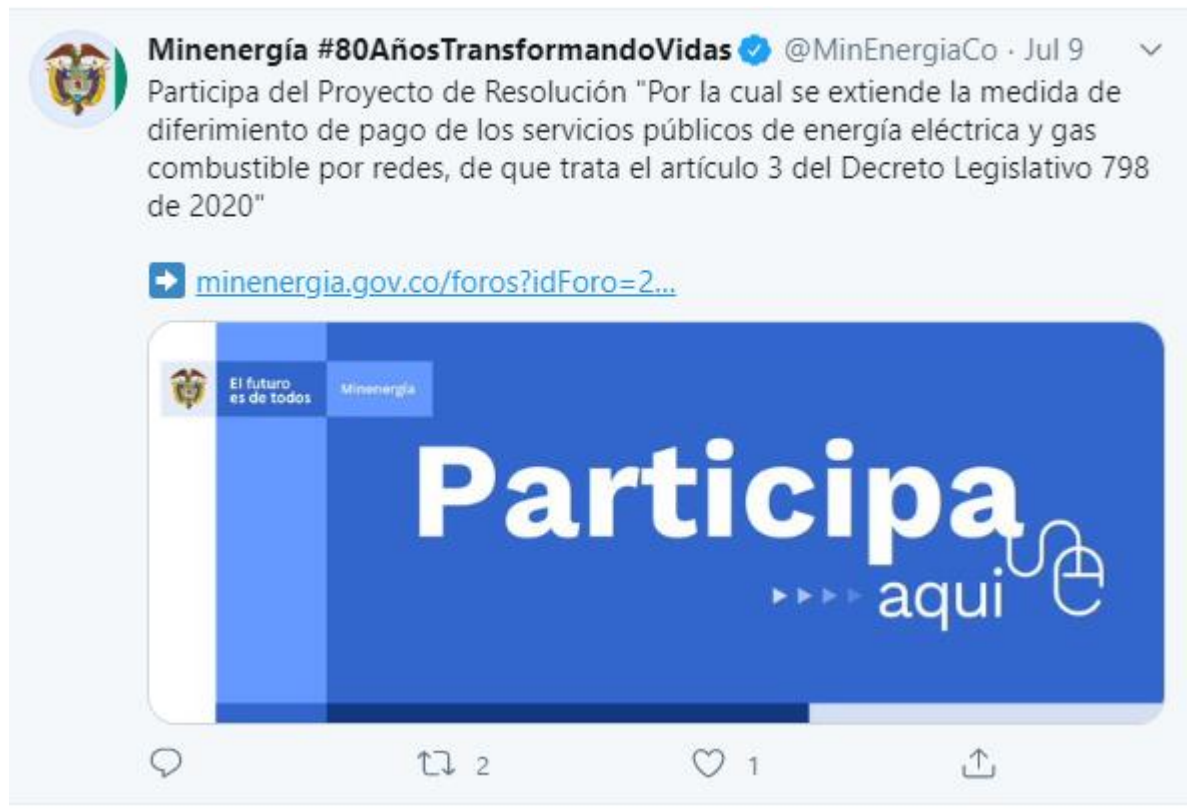 Minenergía #80AñosTransformandoVidas @MinEnergiaCo · Jul 9
Participa del Proyecto de Resolución "Por la cual se extiende la medida de
diferimiento de pago de los servicios públicos de energía eléctrica y gas
combustible por redes, de que trata el artículo 3 del Decreto Legislativo 798
de 2020"
minenergia.gov.co/foros?idForo=2...
El futuro
es de todos
Minenergía
Participa
aqui
2
1